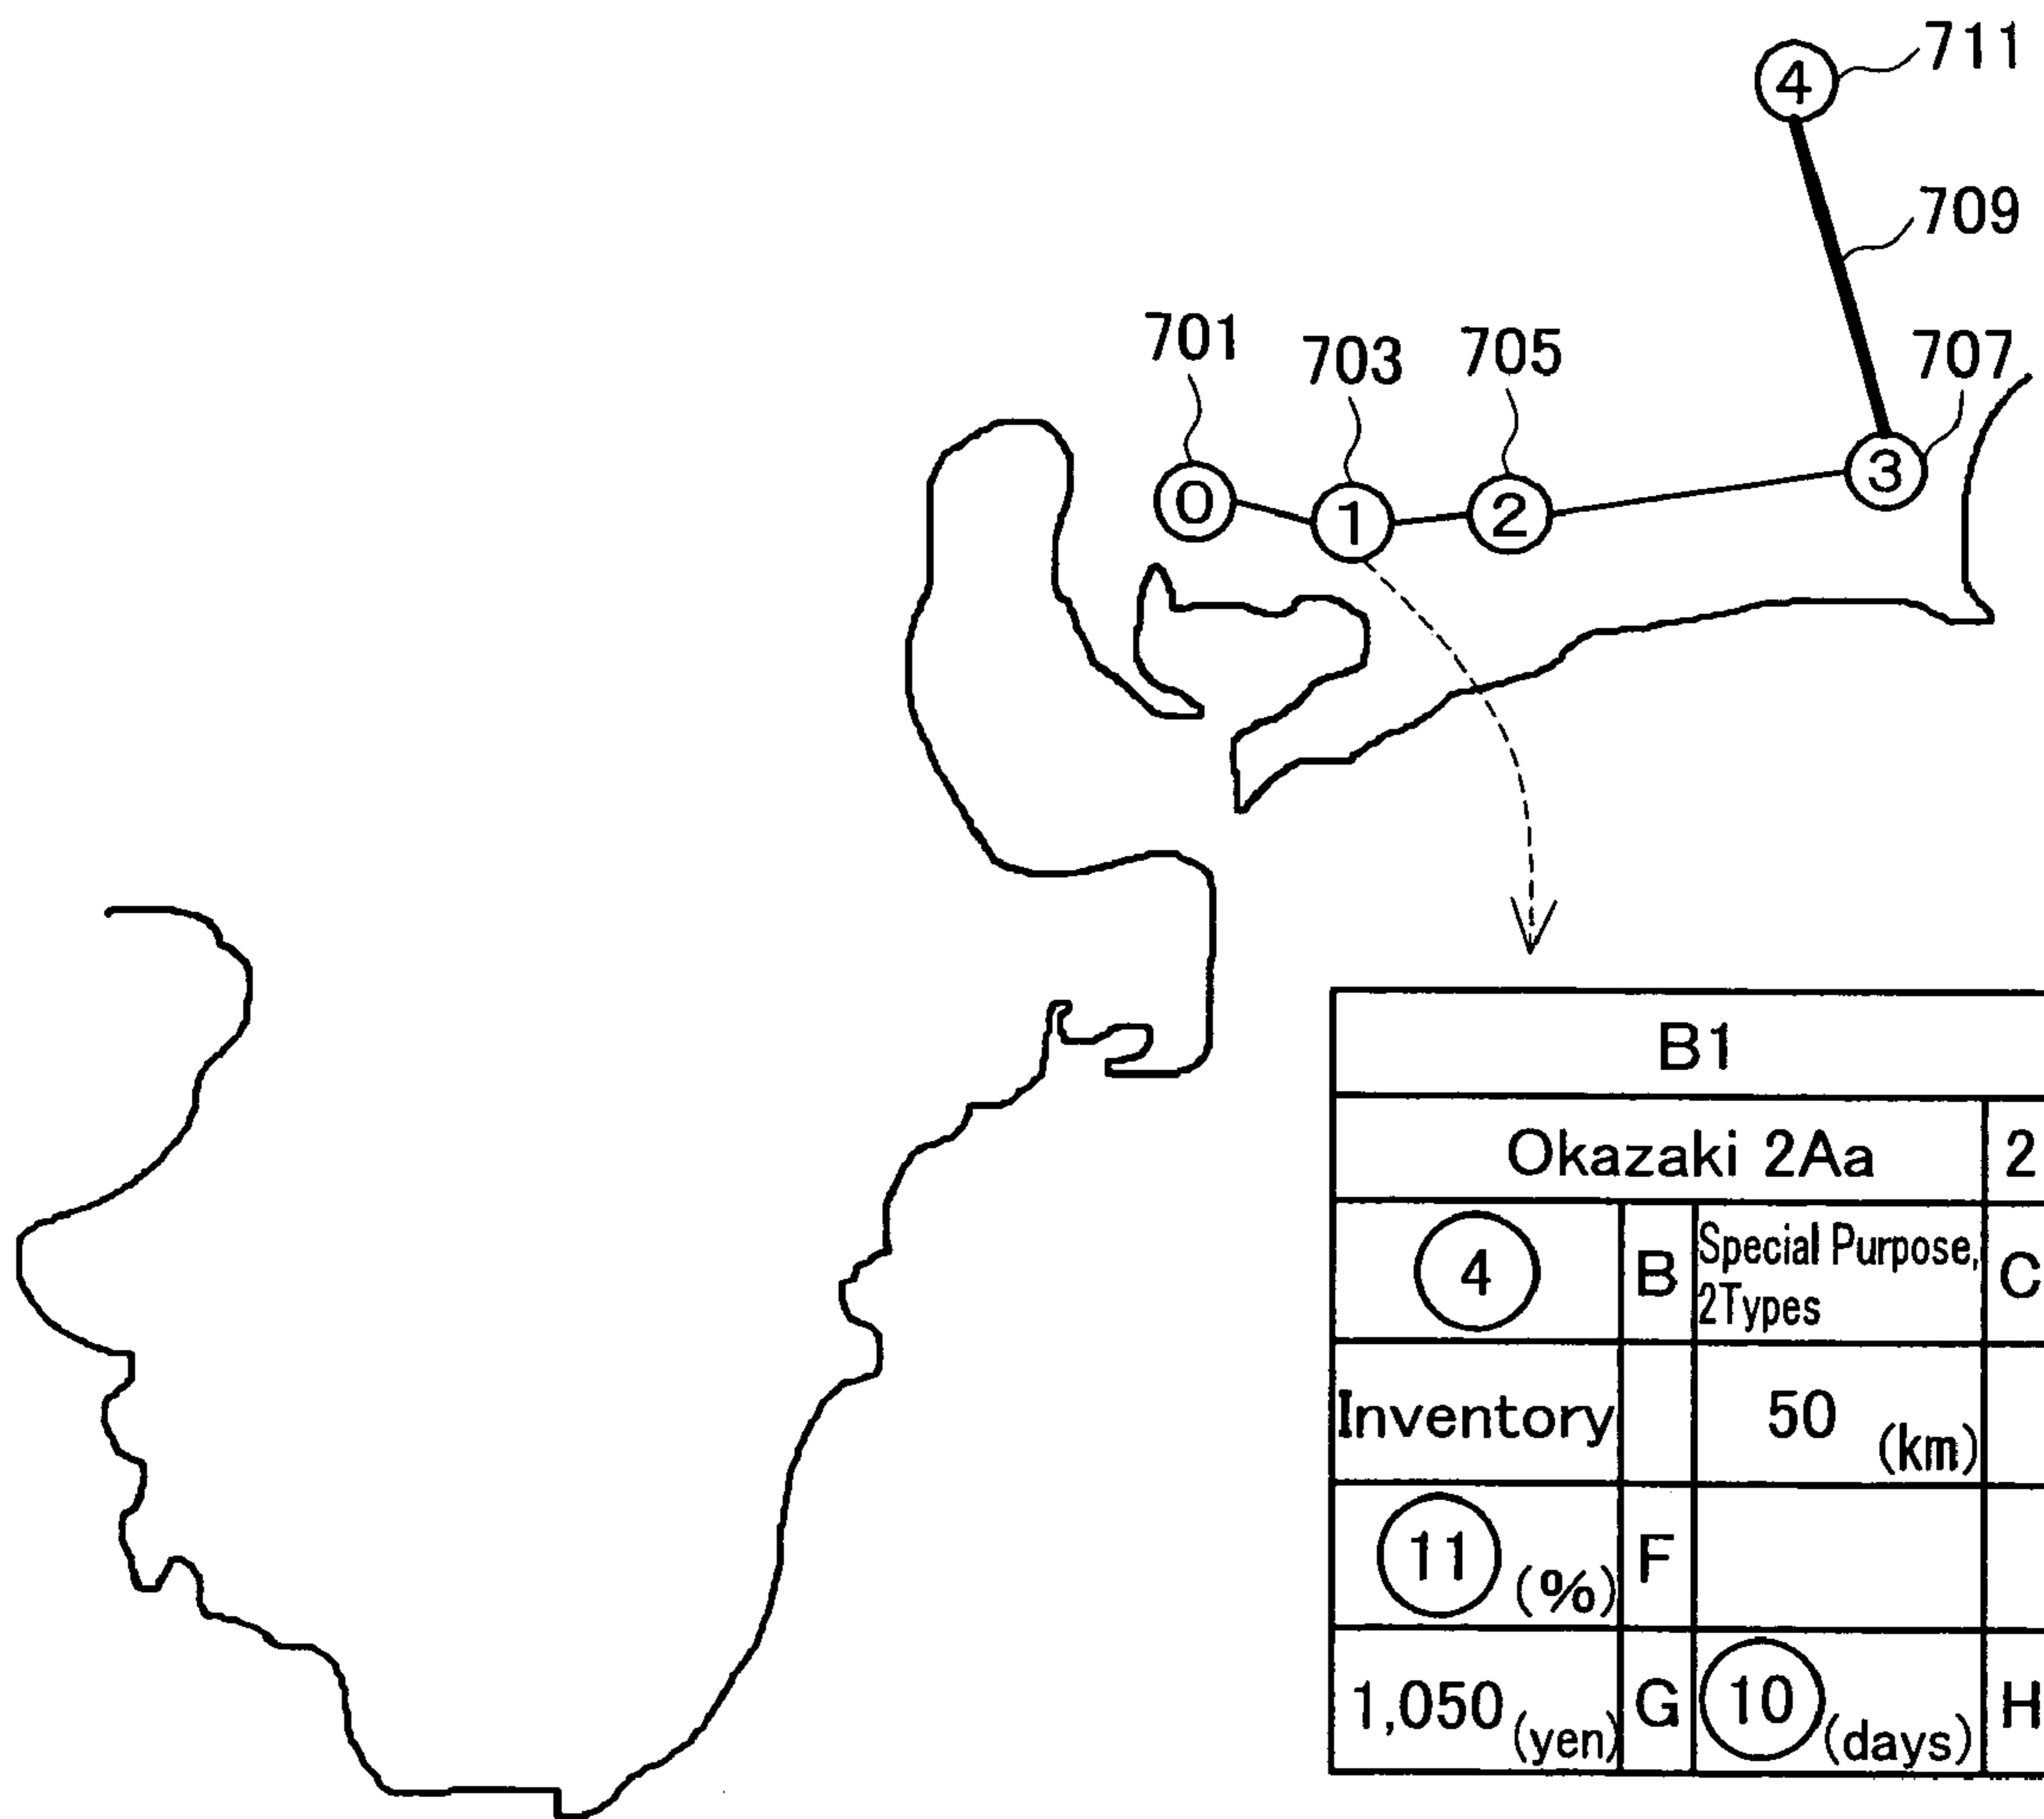 4
711
709
701
703
705
707
0
1
2
3
B1
Okazaki 2Aa
2
4
B
Special Purpose,
2Types
C
Inventory
50
(km)
11
(%)
F
1,050
(yen)
G
10
(days)
H